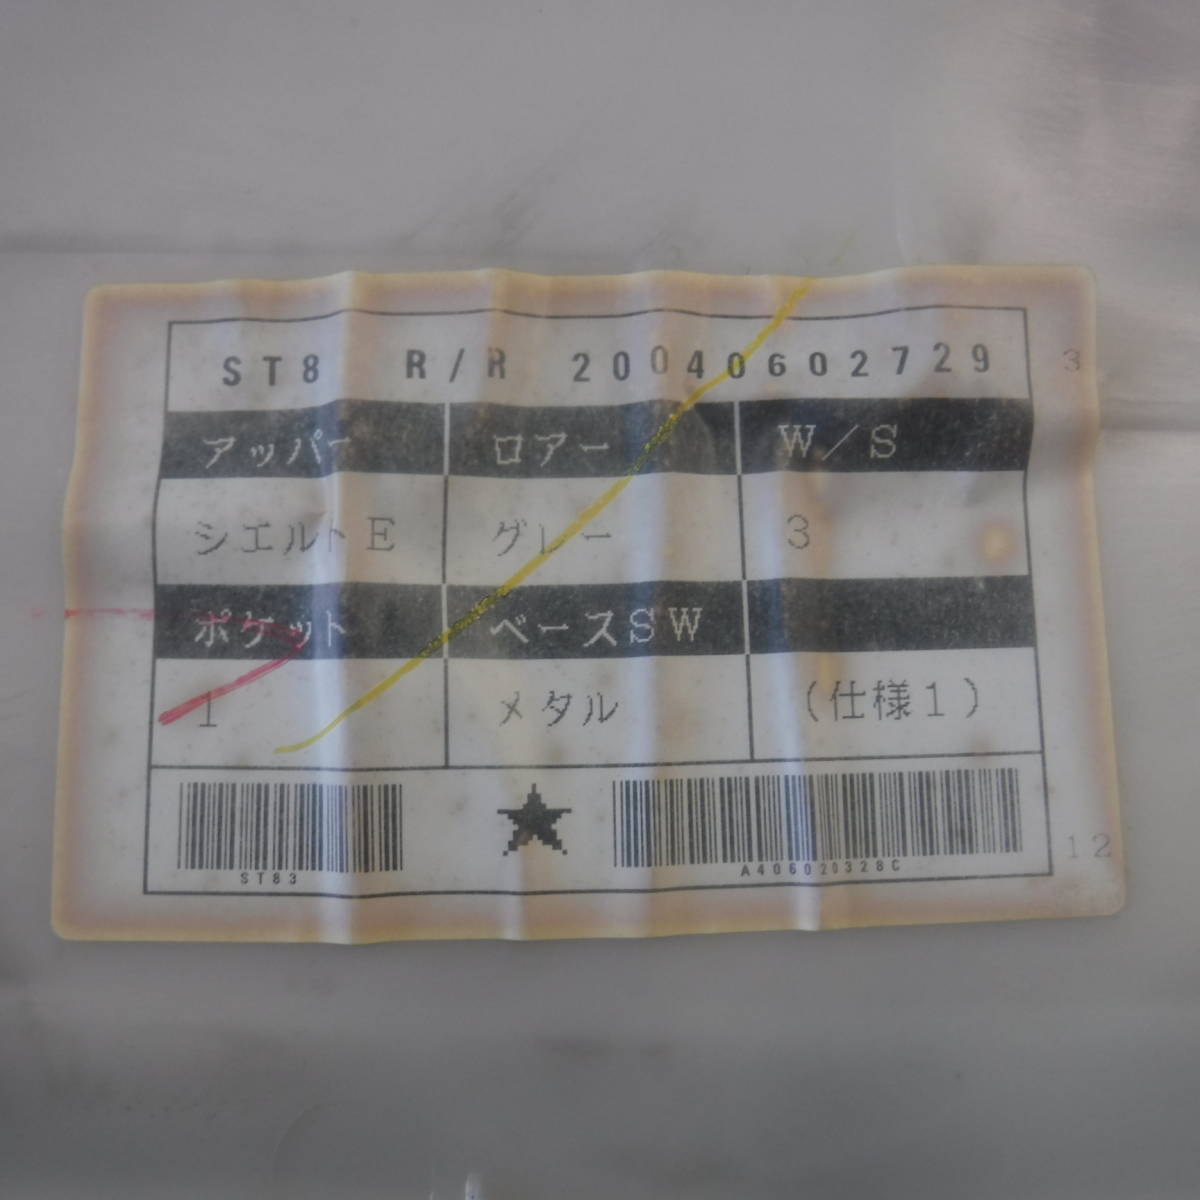 ST8 R/R 20040602729
3
アッパー ロアー W/S
シエルトE グレー 3
ポケット ベースSW
1 メタル (仕様1)
12
ST83 A406020328C